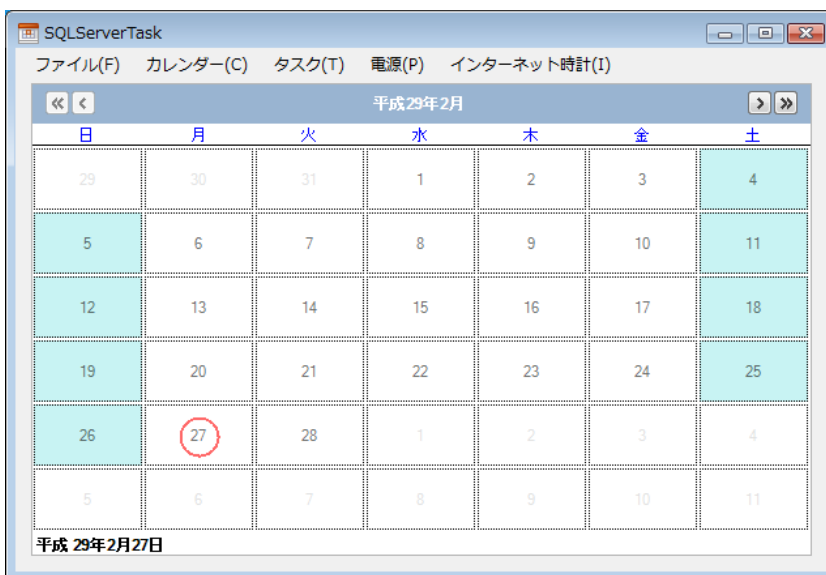 SQLServerTask
ファイル(F) カレンダー(C) タスク(T) 電源(P) インターネット時計(I)
平成29年2月
日 月 火 水 木 金 土
29 30 31 1 2 3 4
5 6 7 8 9 10 11
12 13 14 15 16 17 18
19 20 21 22 23 24 25
26 27 28 1 2 3 4
5 6 7 8 9 10 11
平成 29年2月27日